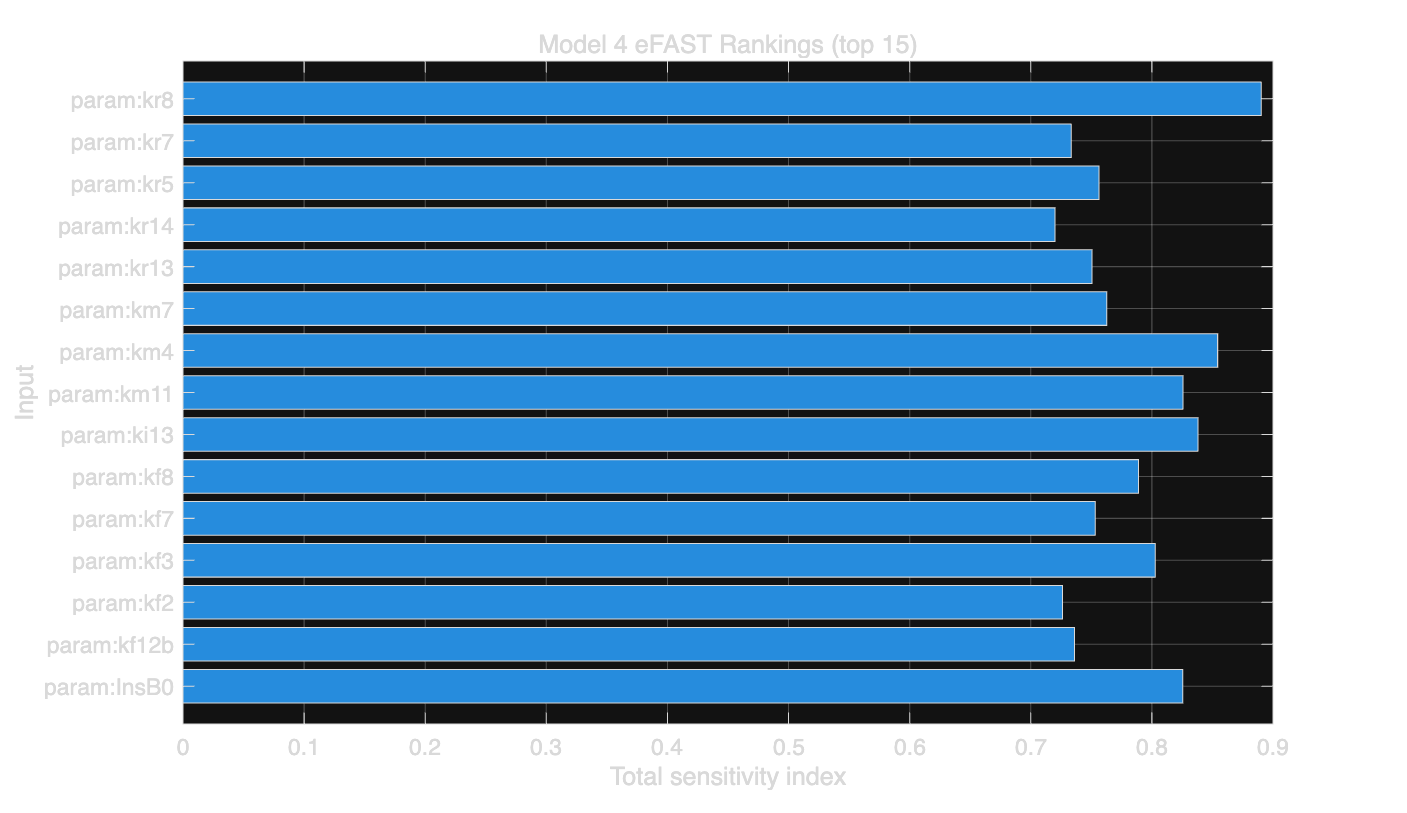 Model 4 eFAST Rankings (top 15)
param:kr8
param:kr7
param:kr5
param:kr14
param:kr13
param:km7
param:km4
param:km11
param:ki13
param:kf8
param:kf7
param:kf3
param:kf2
param:kf12b
param:InsB0
Input
0 0.1 0.2 0.3 0.4 0.5 0.6 0.7 0.8 0.9
Total sensitivity index